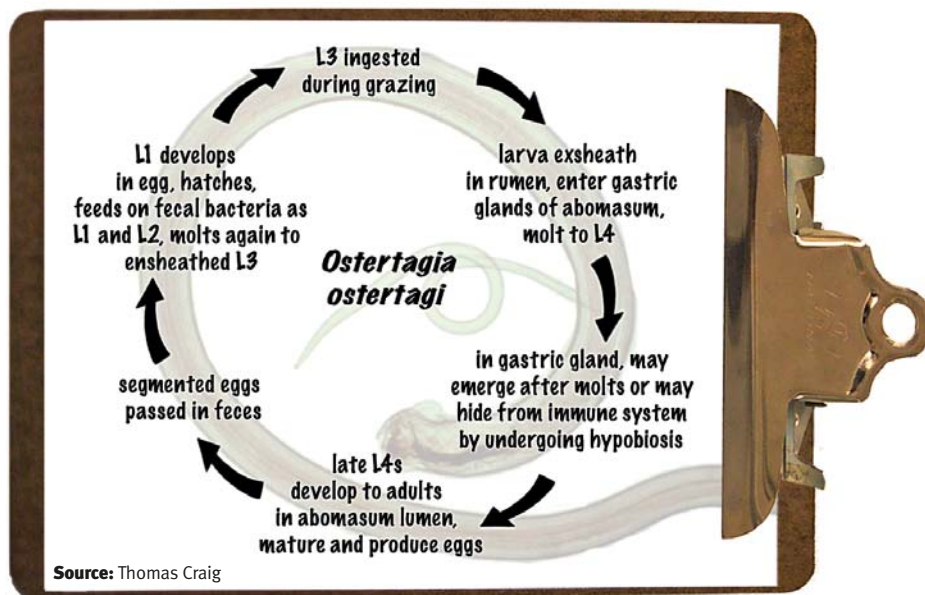 L3 ingested
during grazing
larva exsheath
in rumen, enter gastric
glands of abomasum,
molt to L4
in gastric gland, may
emerge after molts or may
hide from immune system
by undergoing hypobiosis
late L4s
develop to adults
in abomasum lumen,
mature and produce eggs
segmented eggs
passed in feces
L1 develops
in egg, hatches,
feeds on fecal bacteria as
L1 and L2, molts again to
ensheathed L3
Ostertagia
ostertagi
Source: Thomas Craig